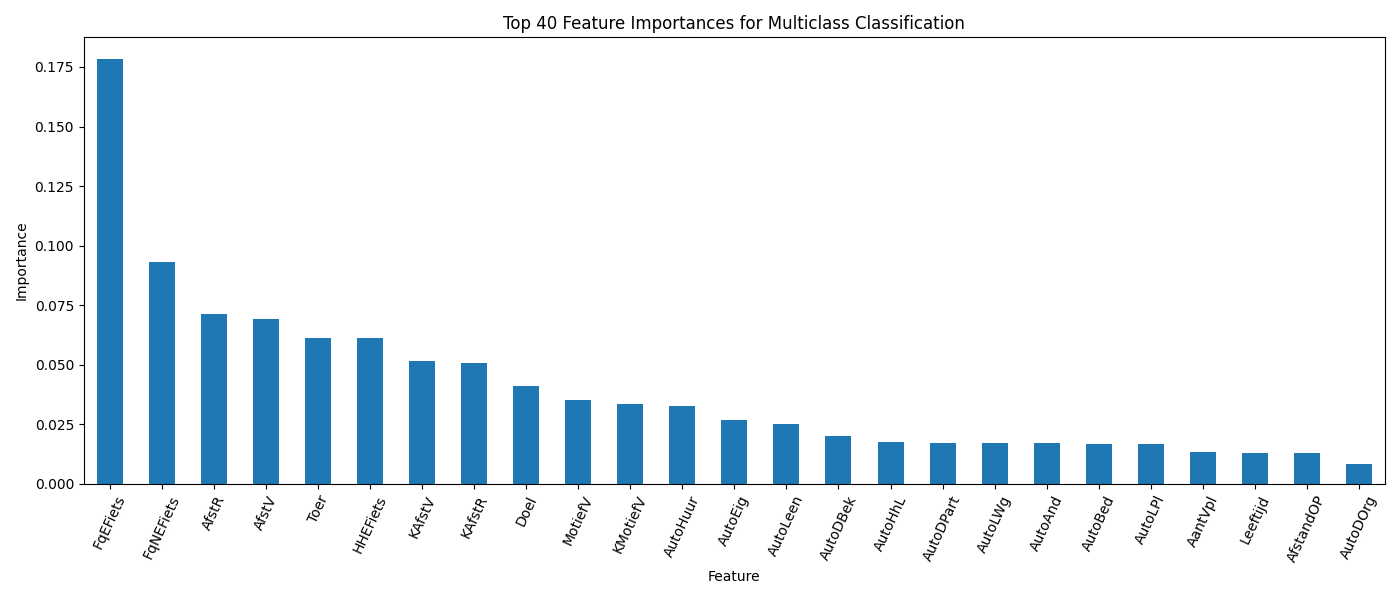 Top 40 Feature Importances for Multiclass Classification
Importance
0.175
0.150
0.125
0.100
0.075
0.050
0.025
0.000
FqEFiets
FqNEFiets
AfstR
AfstV
Toer
HHEFiets
KAfstV
KAfstR
Doel
MotiefV
KMotiefV
AutoHuur
AutoEig
AutoLeen
AutoDBek
AutoHhL
AutoDPart
AutoLWg
AutoAnd
AutoBed
AutoLPl
AantVpl
Leeftijd
AfstandOP
AutoDOrg
Feature